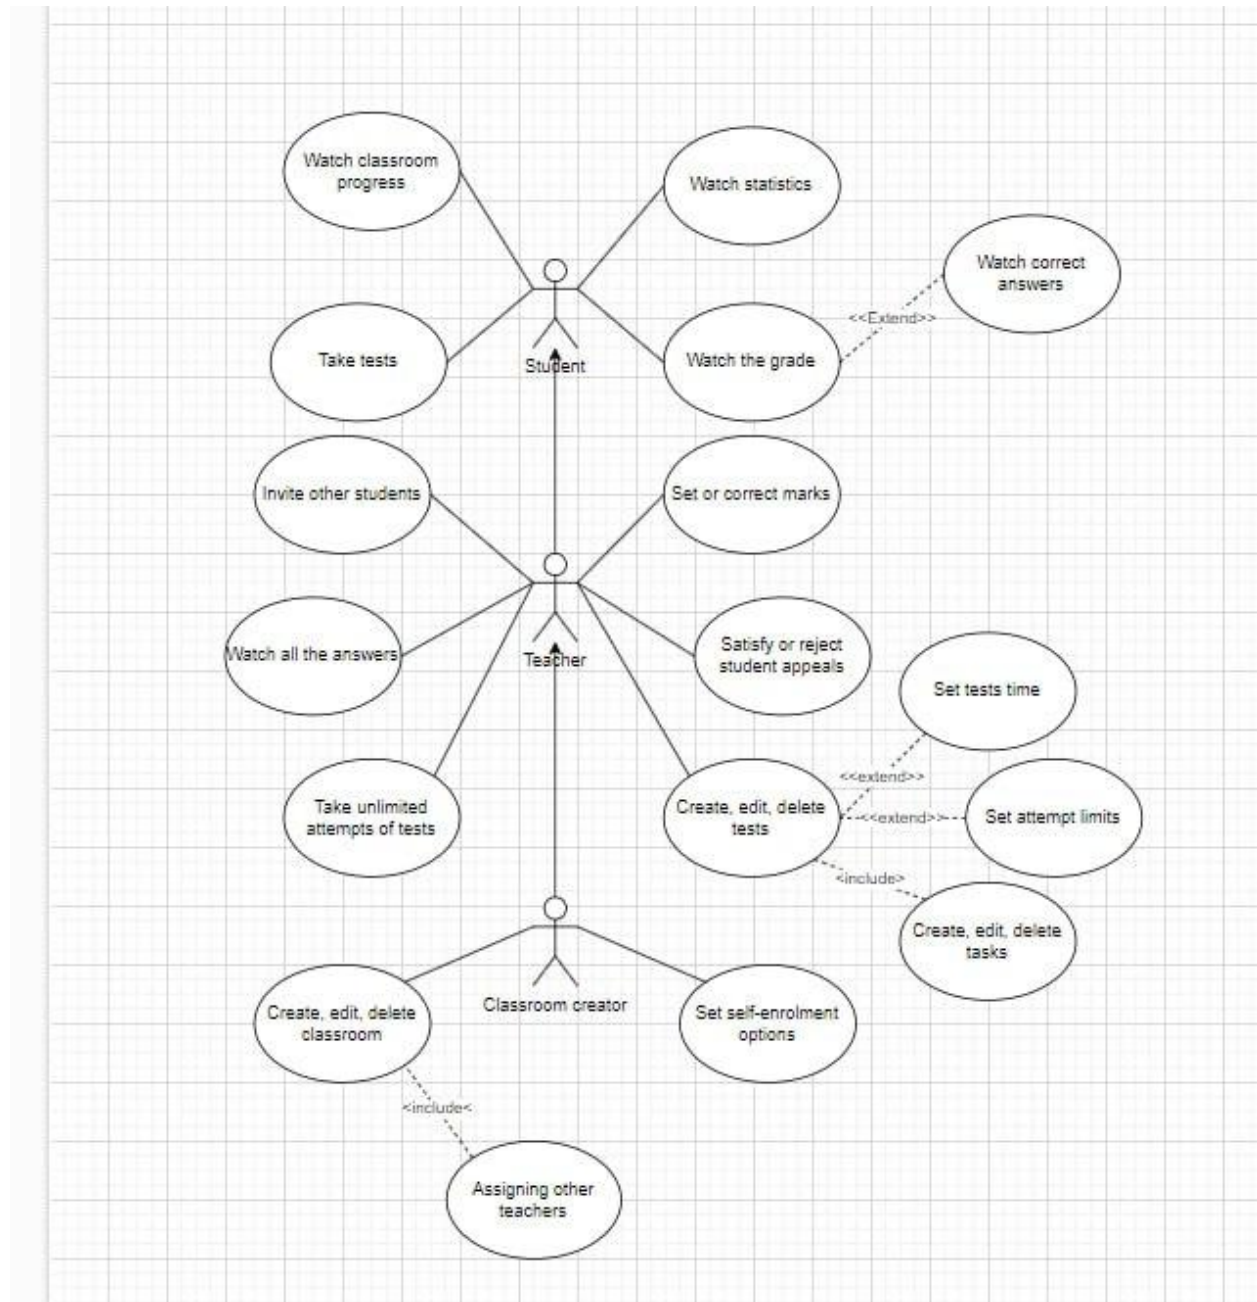 Watch classroom
progress
Watch statistics
Watch correct
answers
<<Extend>>
Take tests
Student
Watch the grade
Invite other students
Set or correct marks
Watch all the answers
Teacher
Satisfy or reject
student appeals
Set tests time
<<extend>>
Take unlimited
attempts of tests
Create, edit, delete
tests
<<extend>>
Set attempt limits
<include>
Create, edit, delete
tasks
Classroom creator
Create, edit, delete
classroom
Set self-enrolment
options
<include<
Assigning other
teachers